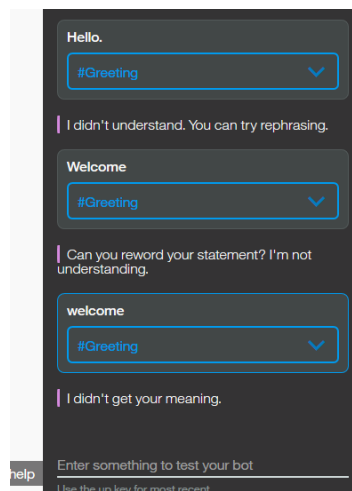 Hello.
#Greeting
I didn't understand. You can try rephrasing.
Welcome
#Greeting
Can you reword your statement? I'm not
understanding.
welcome
#Greeting
I didn't get your meaning.
Enter something to test your bot
help
Use the up key for most recent